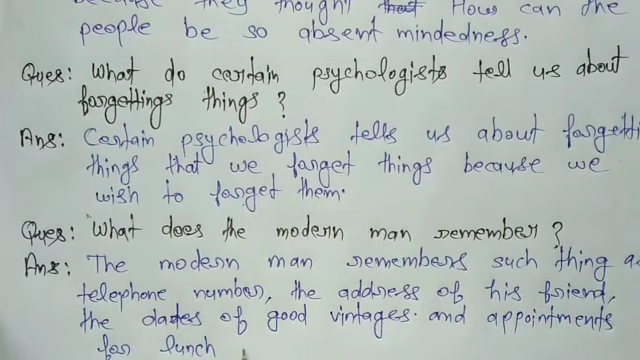 because they thought How can the
people be so absent mindedness.
Ques: What do certain psychologists tell us about
forgettings things?
Ans: Certain psychologists tells us about forgetti
things that we forget things because we
wish to forget them.
Ques: What does the modern man remember?
Ans: The modern man remembers such thing a
telephone number, the address of his friend,
the dates of good vintages. and appointments
for lunch